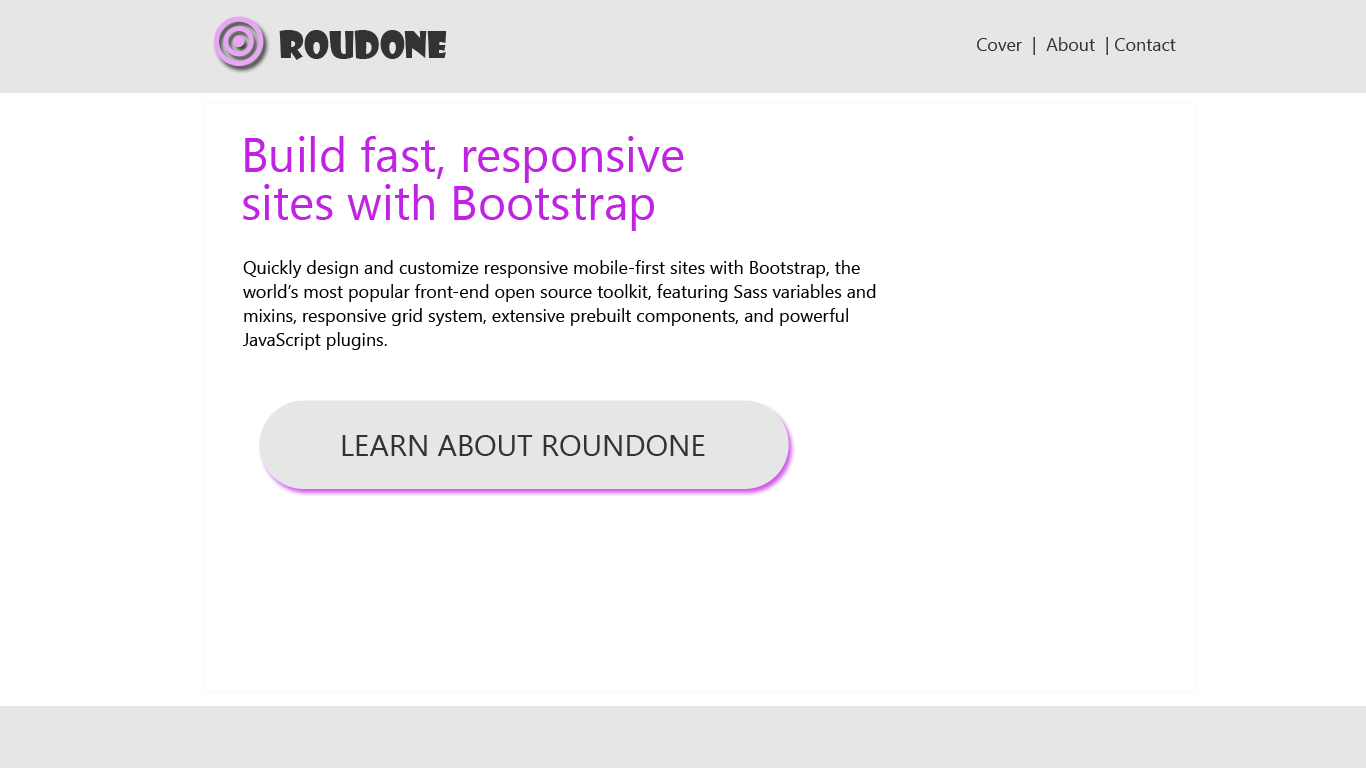 ROUDONE
Cover | About | Contact
Build fast, responsive
sites with Bootstrap
Quickly design and customize responsive mobile-first sites with Bootstrap, the
world’s most popular front-end open source toolkit, featuring Sass variables and
mixins, responsive grid system, extensive prebuilt components, and powerful
JavaScript plugins.
LEARN ABOUT ROUNDONE